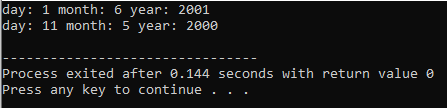 day: 1 month: 6 year: 2001
day: 11 month: 5 year: 2000
--------------------------------
Process exited after 0.144 seconds with return value 0
Press any key to continue . . .